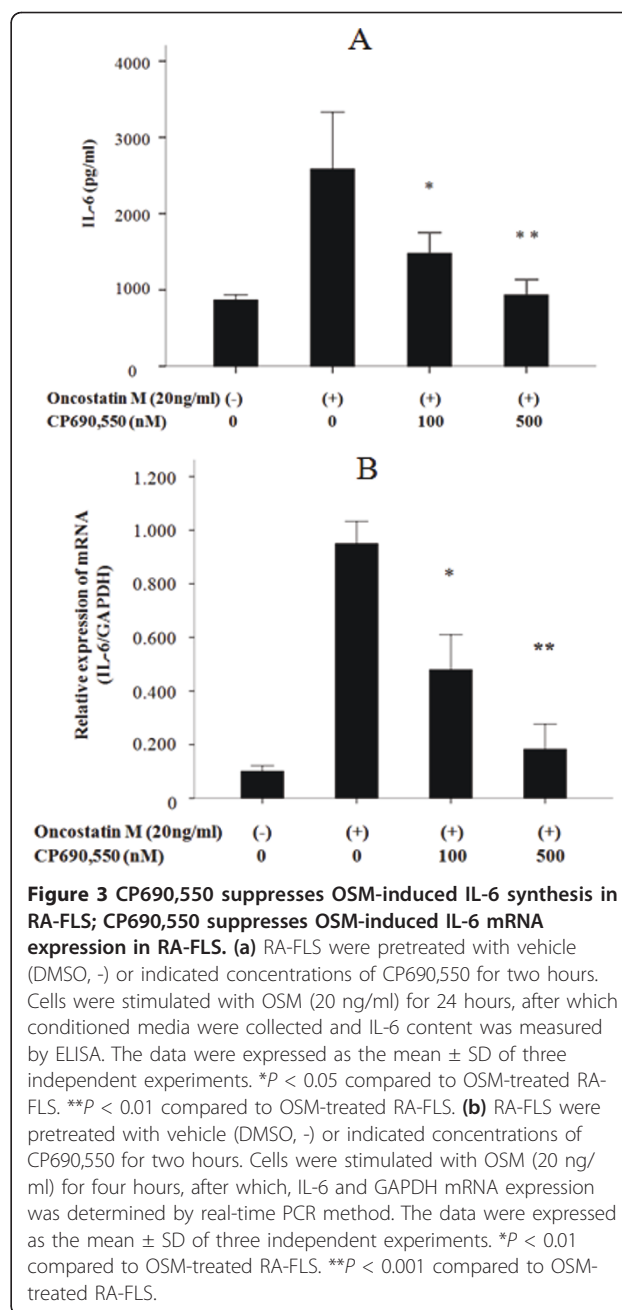 A
4000
3000
2000
1000
0
IL-6 (pg/ml)
*
**
Oncostatin M (20ng/ml) (-) (+) (+) (+)
CP690,550 (nM) 0 0 100 500
B
1.200
1.000
0.800
0.600
0.400
0.200
0
Relative expression of mRNA
(IL-6/GAPDH)
*
**
Oncostatin M (20ng/ml) (-) (+) (+) (+)
CP690,550 (nM) 0 0 100 500
Figure 3 CP690,550 suppresses OSM-induced IL-6 synthesis in
RA-FLS; CP690,550 suppresses OSM-induced IL-6 mRNA
expression in RA-FLS. (a) RA-FLS were pretreated with vehicle
(DMSO, -) or indicated concentrations of CP690,550 for two hours.
Cells were stimulated with OSM (20 ng/ml) for 24 hours, after which
conditioned media were collected and IL-6 content was measured
by ELISA. The data were expressed as the mean ± SD of three
independent experiments. *P < 0.05 compared to OSM-treated RA-
FLS. **P < 0.01 compared to OSM-treated RA-FLS. (b) RA-FLS were
pretreated with vehicle (DMSO, -) or indicated concentrations of
CP690,550 for two hours. Cells were stimulated with OSM (20 ng/
ml) for four hours, after which, IL-6 and GAPDH mRNA expression
was determined by real-time PCR method. The data were expressed
as the mean ± SD of three independent experiments. *P < 0.01
compared to OSM-treated RA-FLS. **P < 0.001 compared to OSM-
treated RA-FLS.